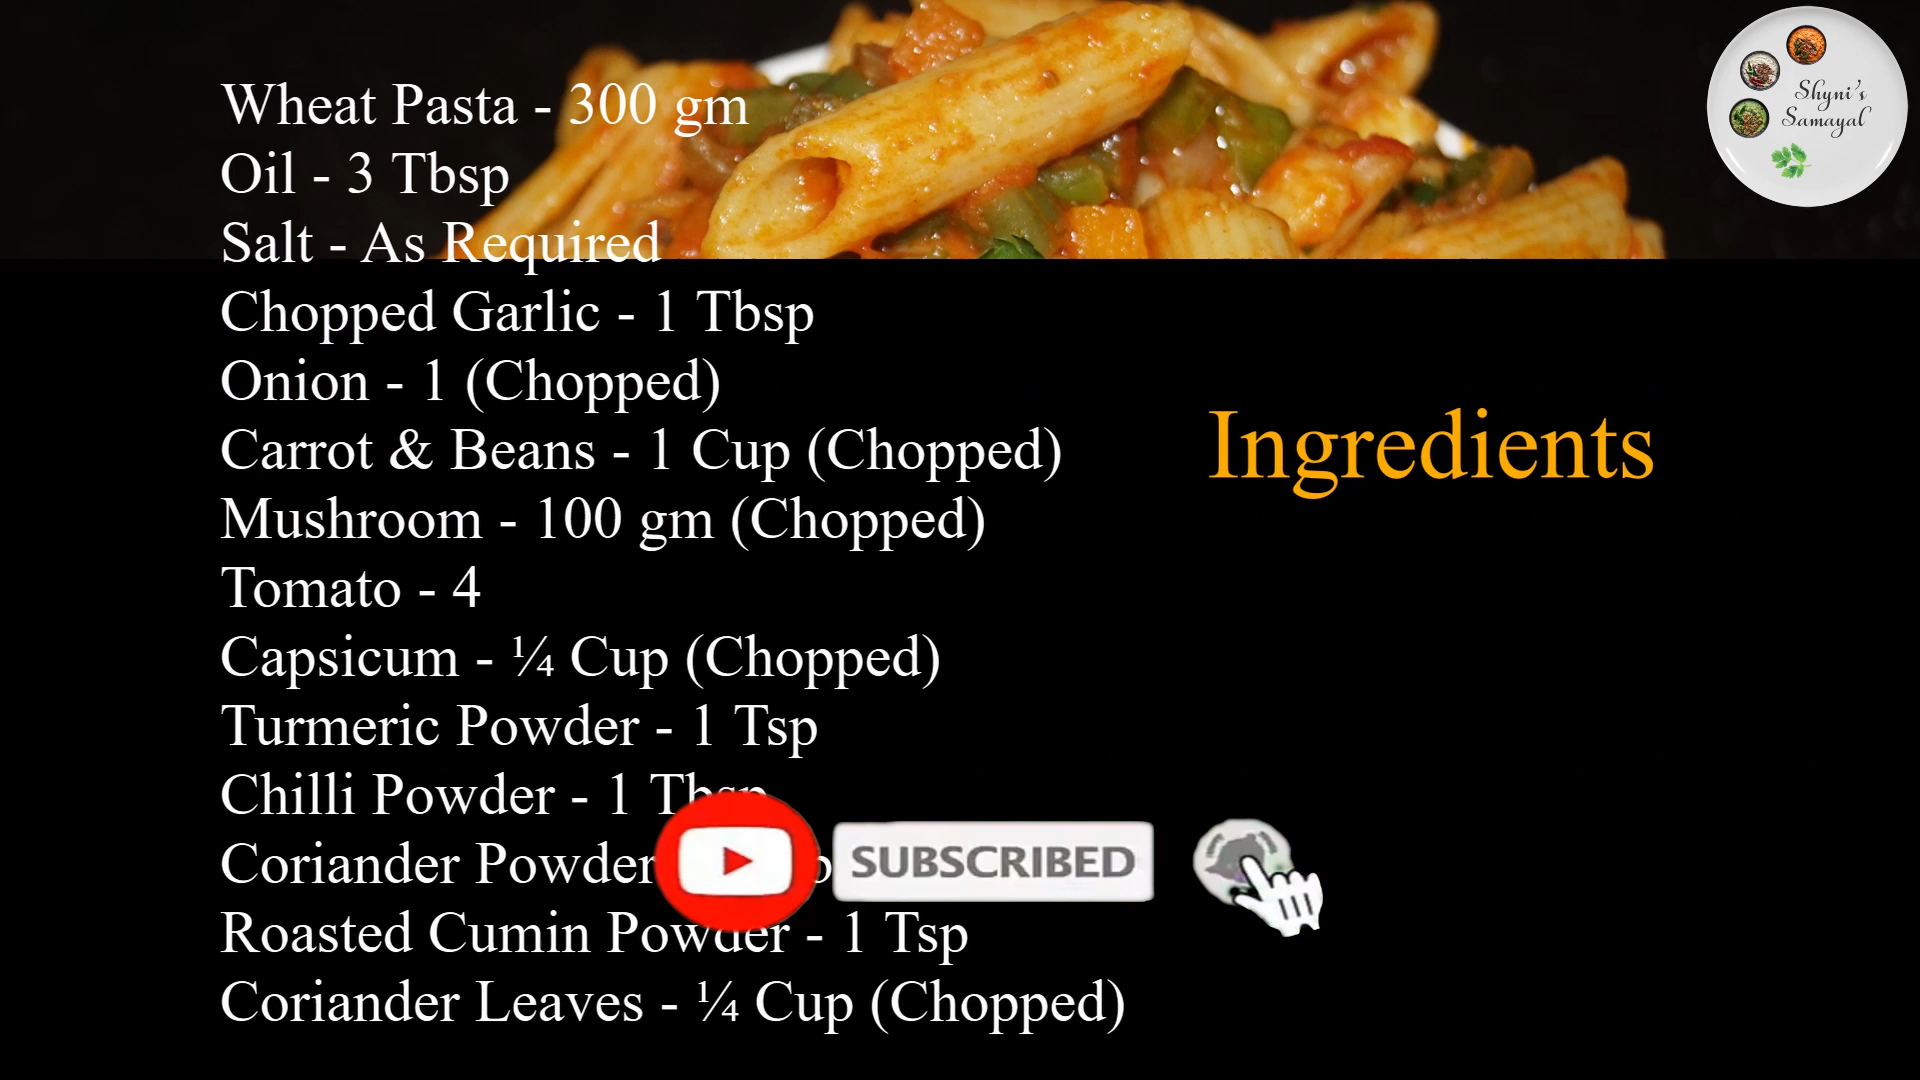 Wheat Pasta - 300 gm
Oil - 3 Tbsp
Salt - As Required
Chopped Garlic - 1 Tbsp
Onion - 1 (Chopped)
Carrot & Beans - 1 Cup (Chopped)
Mushroom - 100 gm (Chopped)
Tomato - 4
Capsicum - ¼ Cup (Chopped)
Turmeric Powder - 1 Tsp
Chilli Powder - 1 Tbsp
Coriander Powder
Roasted Cumin Powder - 1 Tsp
Coriander Leaves - ¼ Cup (Chopped)
Ingredients
SUBSCRIBED
Shyni's
Samayal